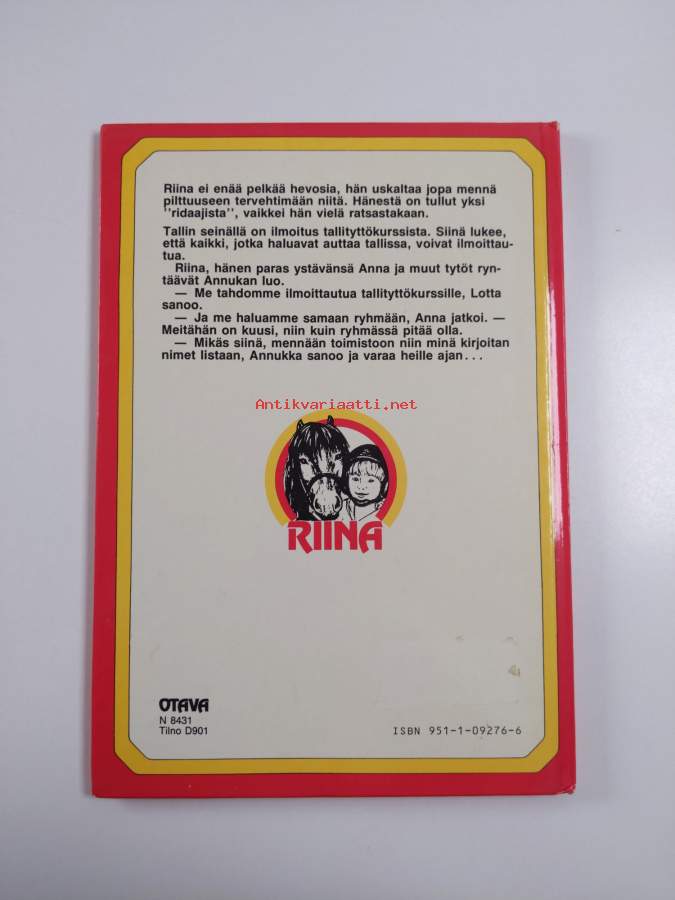 Riina ei enää pelkää hevosia, hän uskaltaa jopa mennä
pilttuuseen tervehtimään niitä. Hänestä on tullut yksi
''ridaajista'', vaikkei hän vielä ratsastakaan.
Tallin seinällä on ilmoitus tallityttökurssista. Siinä lukee,
että kaikki, jotka haluavat auttaa tallissa, voivat ilmoittau-
tua.
Riina, hänen paras ystävänsä Anna ja muut tytöt ryn-
täävät Annukan luo.
— Me tahdomme ilmoittautua tallityttökurssille, Lotta
sanoo.
— Ja me haluamme samaan ryhmään, Anna jatkoi. —
Meitähän on kuusi, niin kuin ryhmässä pitää olla.
— Mikäs siinä, mennään toimistoon niin minä kirjoitan
nimet listaan, Annukka sanoo ja varaa heille ajan...
Antikvariaatti.net
RIINA
OTAVA
N 8431
Tilno D901
ISBN 951-1-09276-6